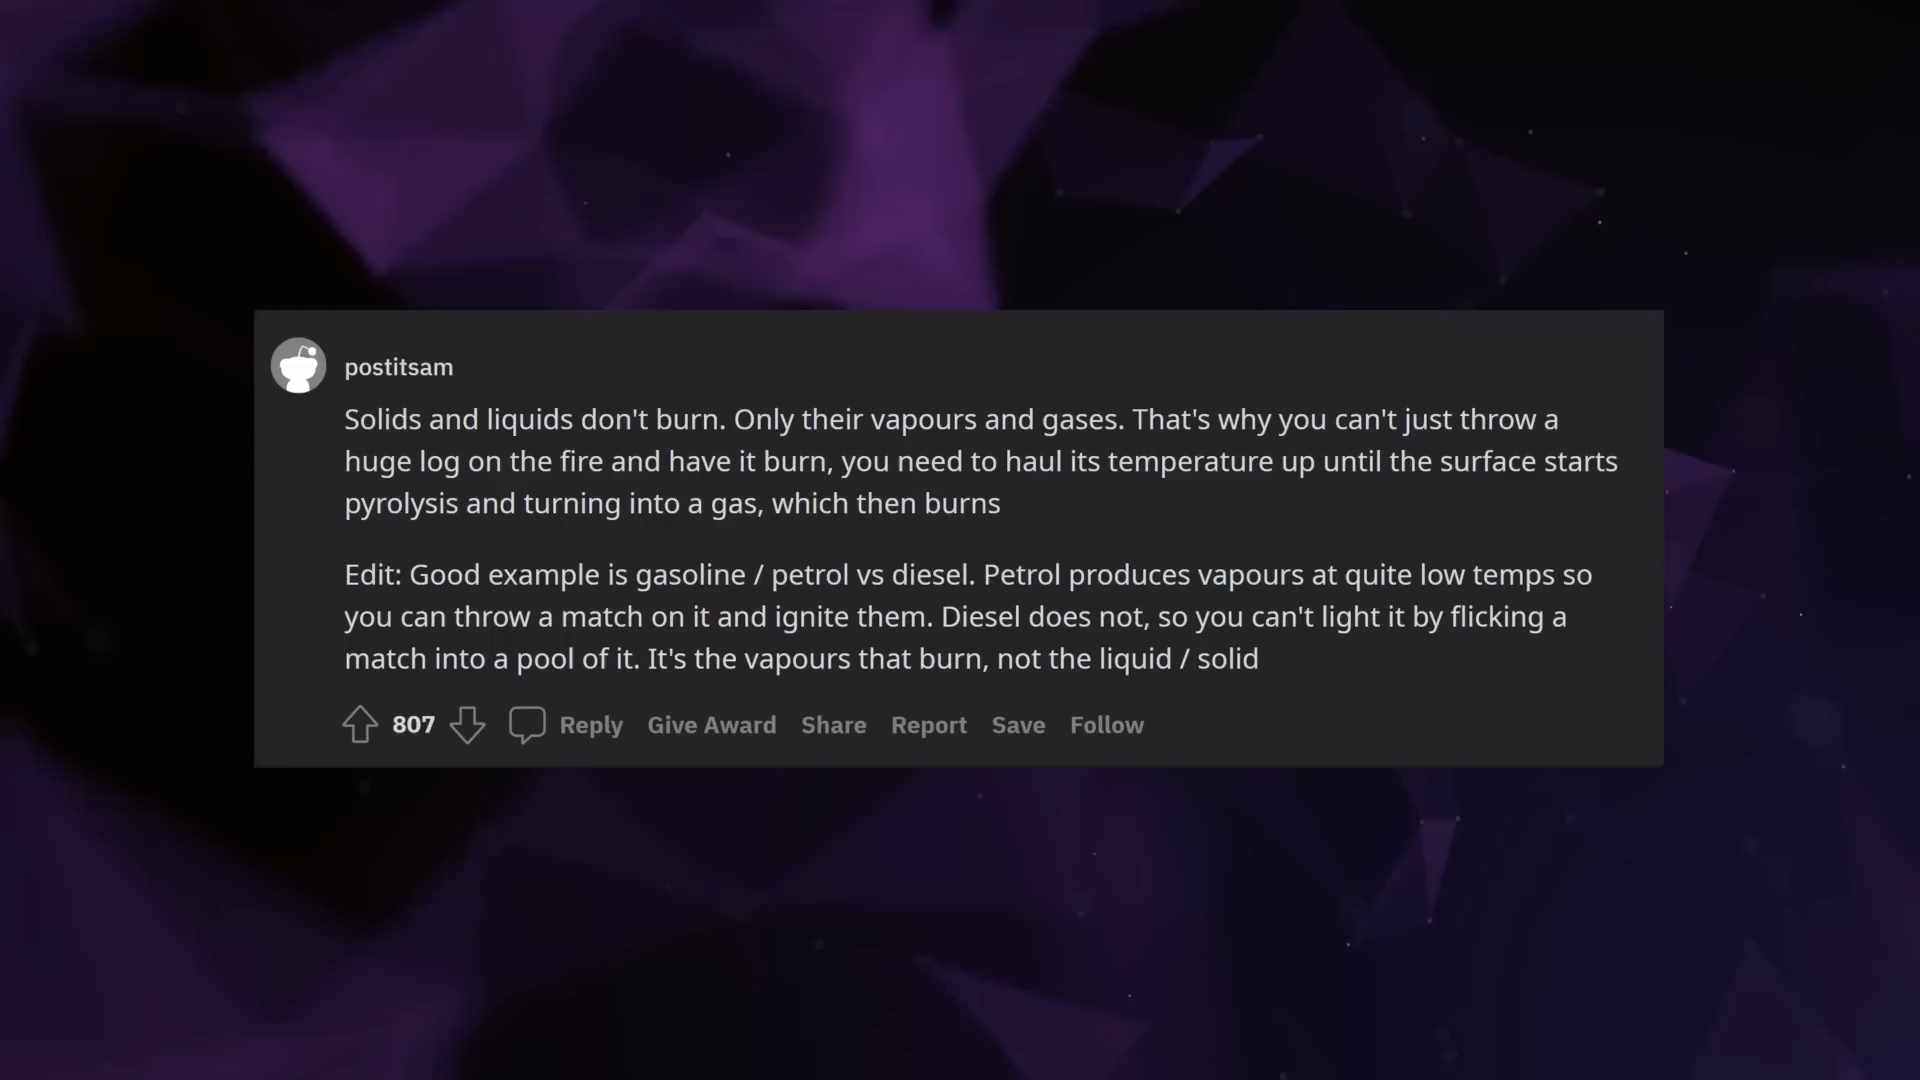 postitsam
Solids and liquids don't burn. Only their vapours and gases. That's why you can't just throw a
huge log on the fire and have it burn, you need to haul its temperature up until the surface starts
pyrolysis and turning into a gas, which then burns
Edit: Good example is gasoline / petrol vs diesel. Petrol produces vapours at quite low temps so
you can throw a match on it and ignite them. Diesel does not, so you can't light it by flicking a
match into a pool of it. It's the vapours that burn, not the liquid / solid
807 Reply Give Award Share Report Save Follow